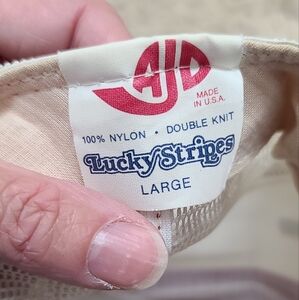 AJD
MADE
IN U.S.A.
100% NYLON • DOUBLE KNIT
Lucky Stripes
LARGE